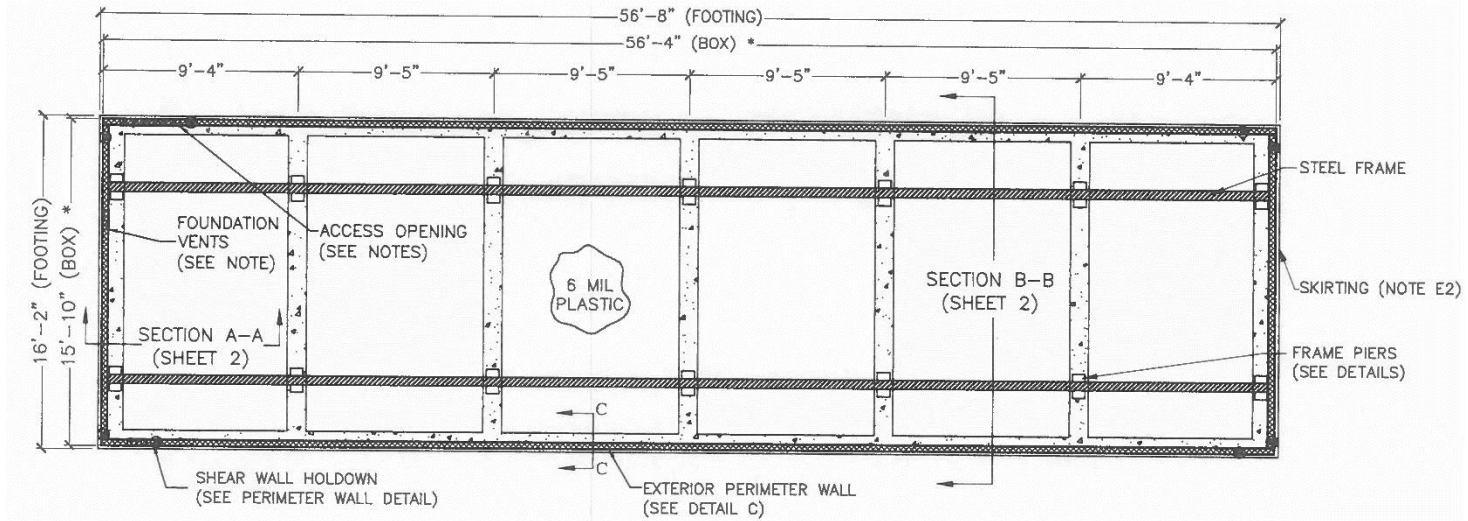 56'-8" (FOOTING)
56'-4" (BOX) *
9'-4"
9'-5"
9'-5"
9'-5"
9'-5"
9'-4"
16'-2" (FOOTING)
15'-10" (BOX) *
STEEL FRAME
FOUNDATION
VENTS
(SEE NOTE)
ACCESS OPENING
(SEE NOTES)
6 MIL
PLASTIC
SECTION B-B
(SHEET 2)
SKIRTING (NOTE E2)
SECTION A-A
(SHEET 2)
FRAME PIERS
(SEE DETAILS)
C
C
SHEAR WALL HOLDOWN
(SEE PERIMETER WALL DETAIL)
EXTERIOR PERIMETER WALL
(SEE DETAIL C)